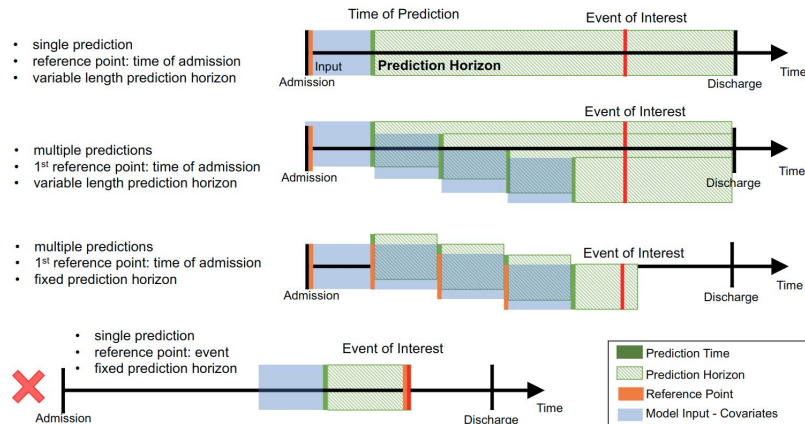 Time of Prediction
Event of Interest
• single prediction
• reference point: time of admission
• variable length prediction horizon
Input
Prediction Horizon
Time
Admission
Discharge
Event of Interest
• multiple predictions
• 1st reference point: time of admission
• variable length prediction horizon
Time
Admission
Discharge
• multiple predictions
• 1st reference point: time of admission
• fixed prediction horizon
Event of Interest
Time
Admission
Discharge
• single prediction
• reference point: event
• fixed prediction horizon
Event of Interest
Time
Admission
Discharge
Prediction Time
Prediction Horizon
Reference Point
Model Input - Covariates